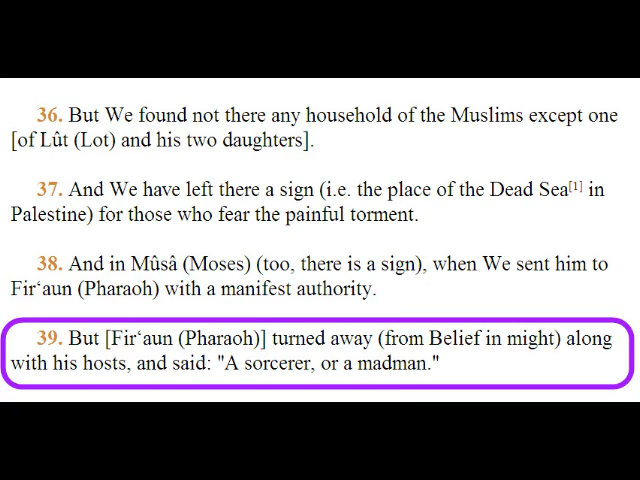 36. But We found not there any household of the Muslims except one
[of Lût (Lot) and his two daughters].
37. And We have left there a sign (i.e. the place of the Dead Sea[1] in
Palestine) for those who fear the painful torment.
38. And in Mûsâ (Moses) (too, there is a sign), when We sent him to
Fir‘aun (Pharaoh) with a manifest authority.
39. But [Fir‘aun (Pharaoh)] turned away (from Belief in might) along
with his hosts, and said: "A sorcerer, or a madman."